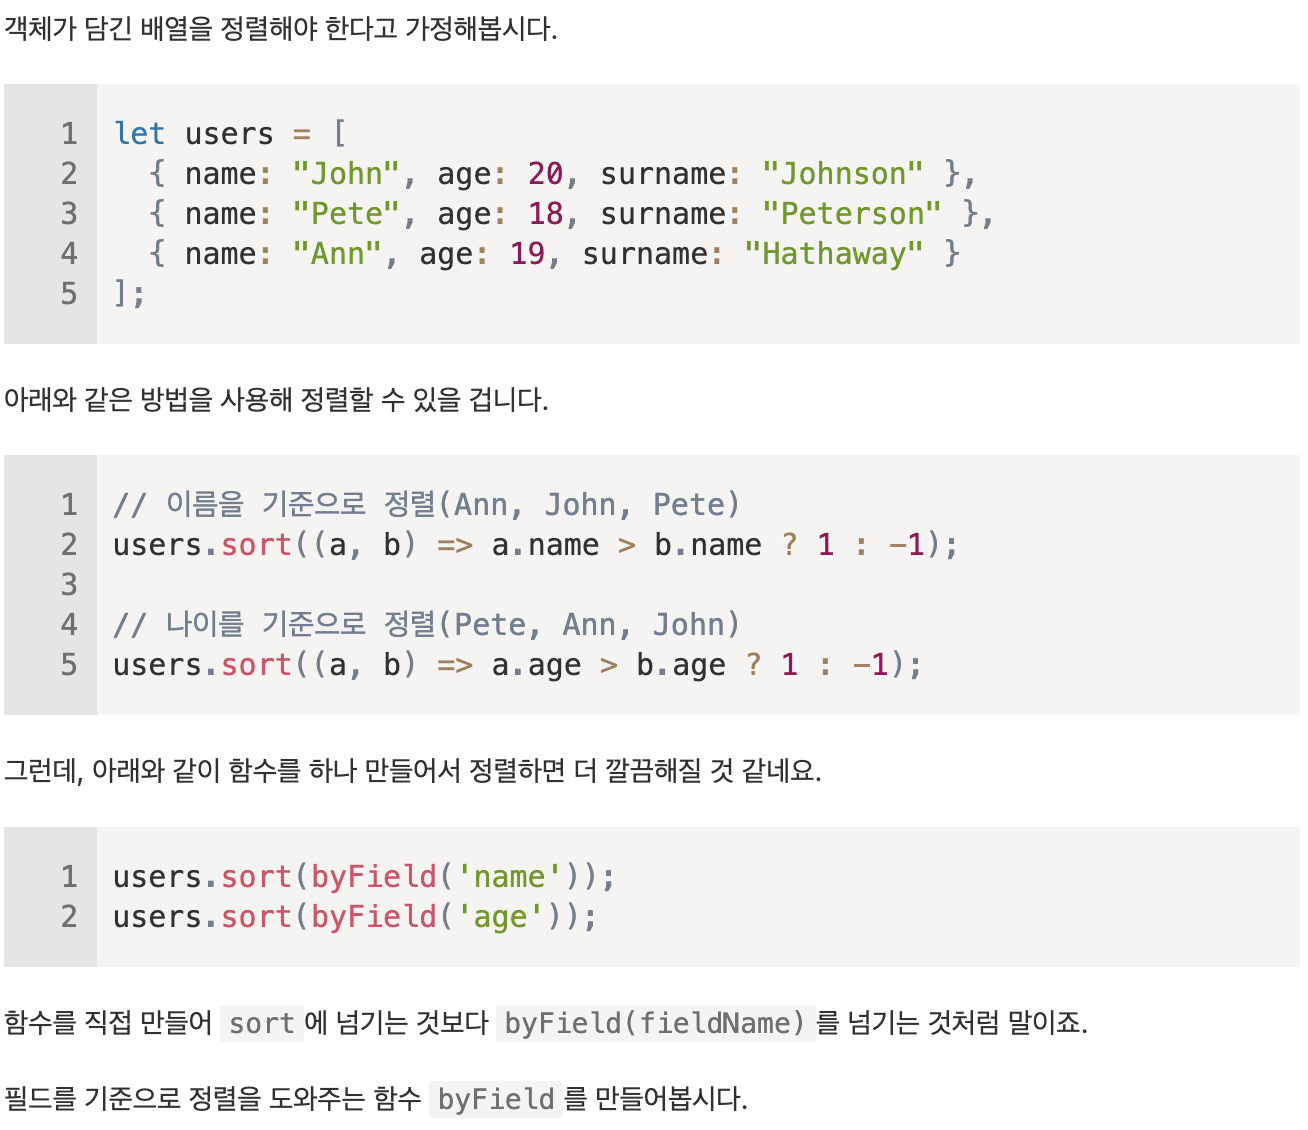 객체가 담긴 배열을 정렬해야 한다고 가정해봅시다.
1 let users = [
2   { name: "John", age: 20, surname: "Johnson" },
3   { name: "Pete", age: 18, surname: "Peterson" },
4   { name: "Ann", age: 19, surname: "Hathaway" }
5 ];
아래와 같은 방법을 사용해 정렬할 수 있을 겁니다.
1 // 이름을 기준으로 정렬(Ann, John, Pete)
2 users.sort((a, b) => a.name > b.name ? 1 : -1);
3
4 // 나이를 기준으로 정렬(Pete, Ann, John)
5 users.sort((a, b) => a.age > b.age ? 1 : -1);
그런데, 아래와 같이 함수를 하나 만들어서 정렬하면 더 깔끔해질 것 같네요.
1 users.sort(byField('name'));
2 users.sort(byField('age'));
함수를 직접 만들어 sort에 넘기는 것보다 byField(fieldName)를 넘기는 것처럼 말이죠.
필드를 기준으로 정렬을 도와주는 함수 byField를 만들어봅시다.